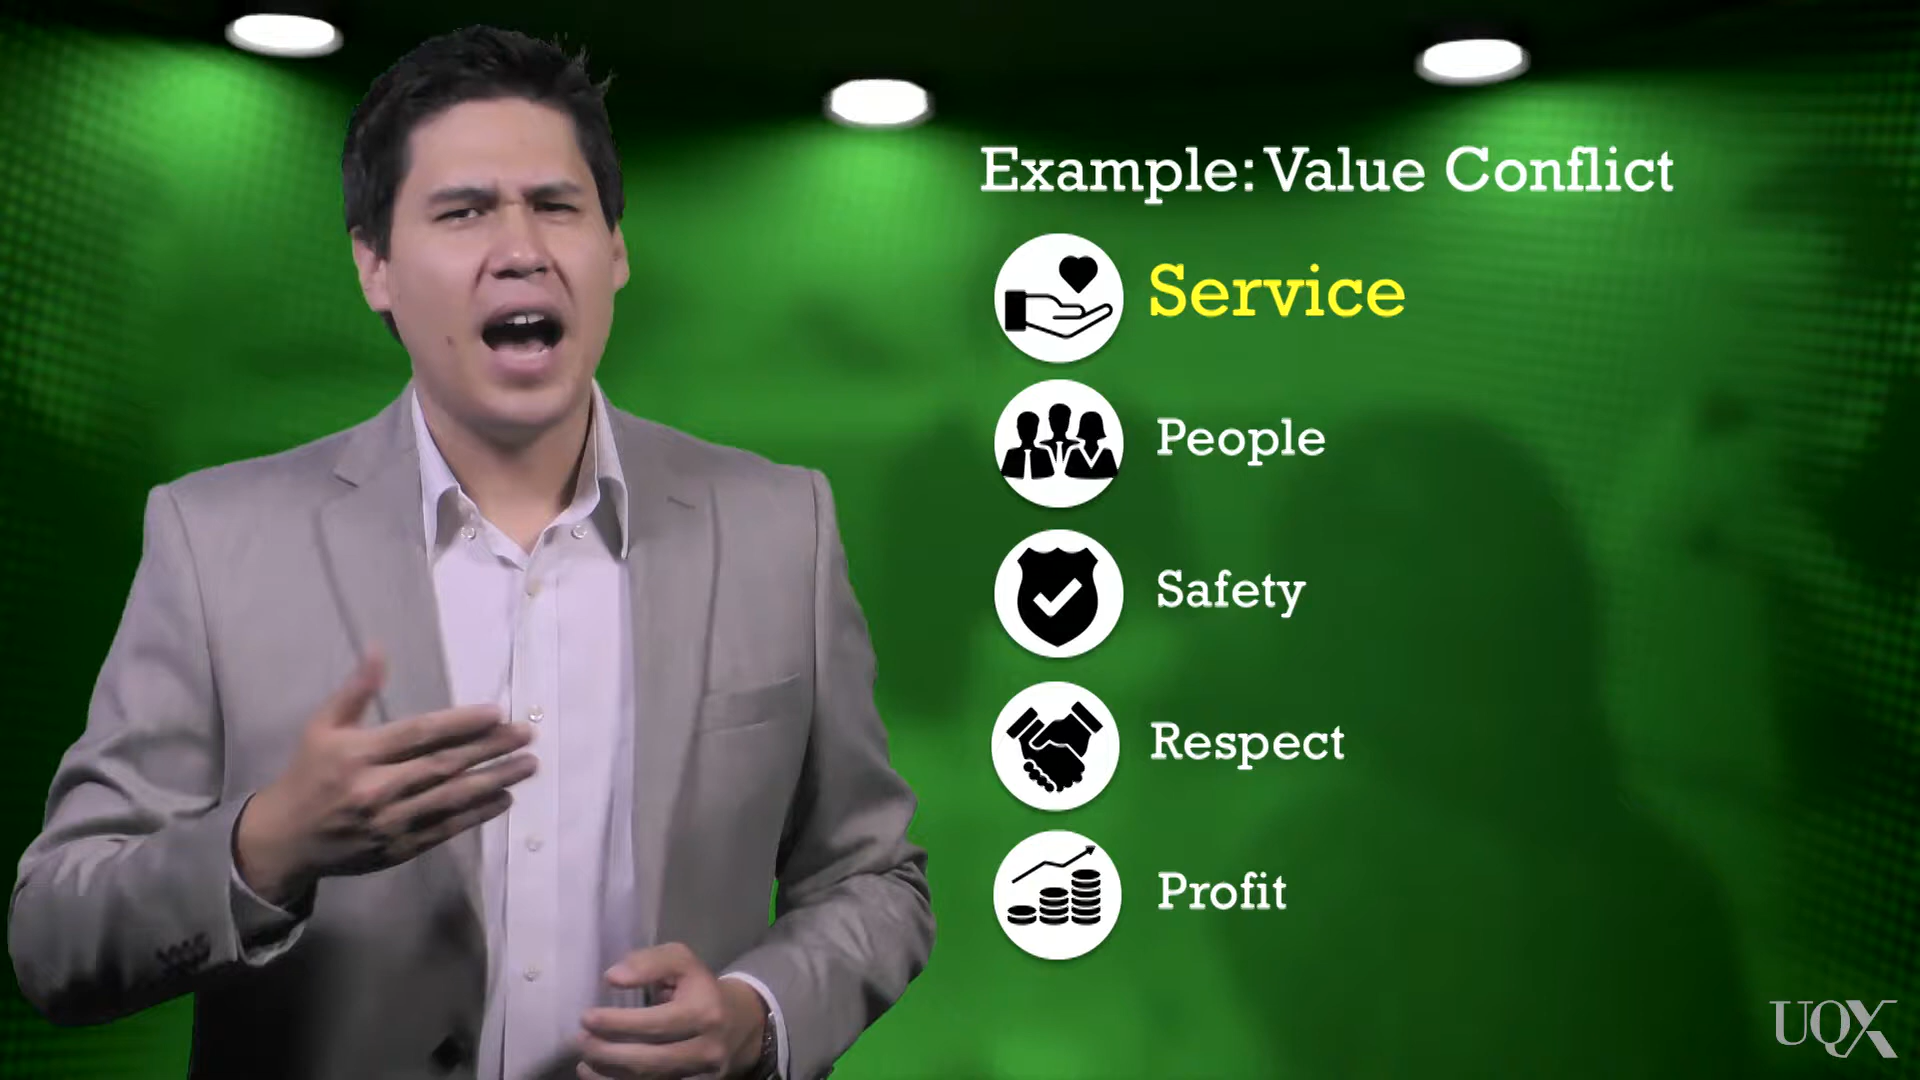 Example: Value Conflict
Service
People
Safety
Respect
Profit
UQX